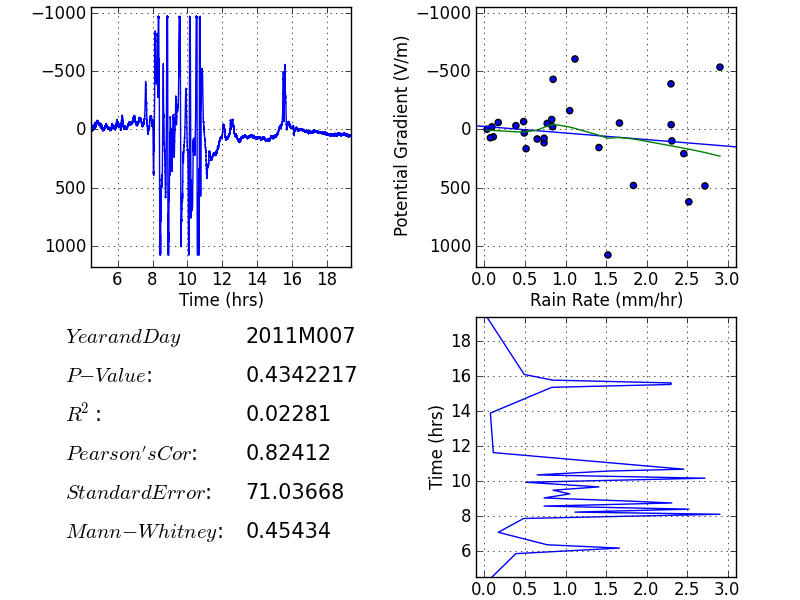 −1000
−500
0
500
1000
6 8 10 12 14 16 18
Time (hrs)
Potential Gradient (V/m)
−1000
−500
0
500
1000
0.0 0.5 1.0 1.5 2.0 2.5 3.0
Rain Rate (mm/hr)
YearandDay 2011M007
P−Value: 0.4342217
R²: 0.02281
Pearson'sCor: 0.82412
StandardError: 71.03668
Mann−Whitney: 0.45434
Time (hrs)
18
16
14
12
10
8
6
0.0 0.5 1.0 1.5 2.0 2.5 3.0